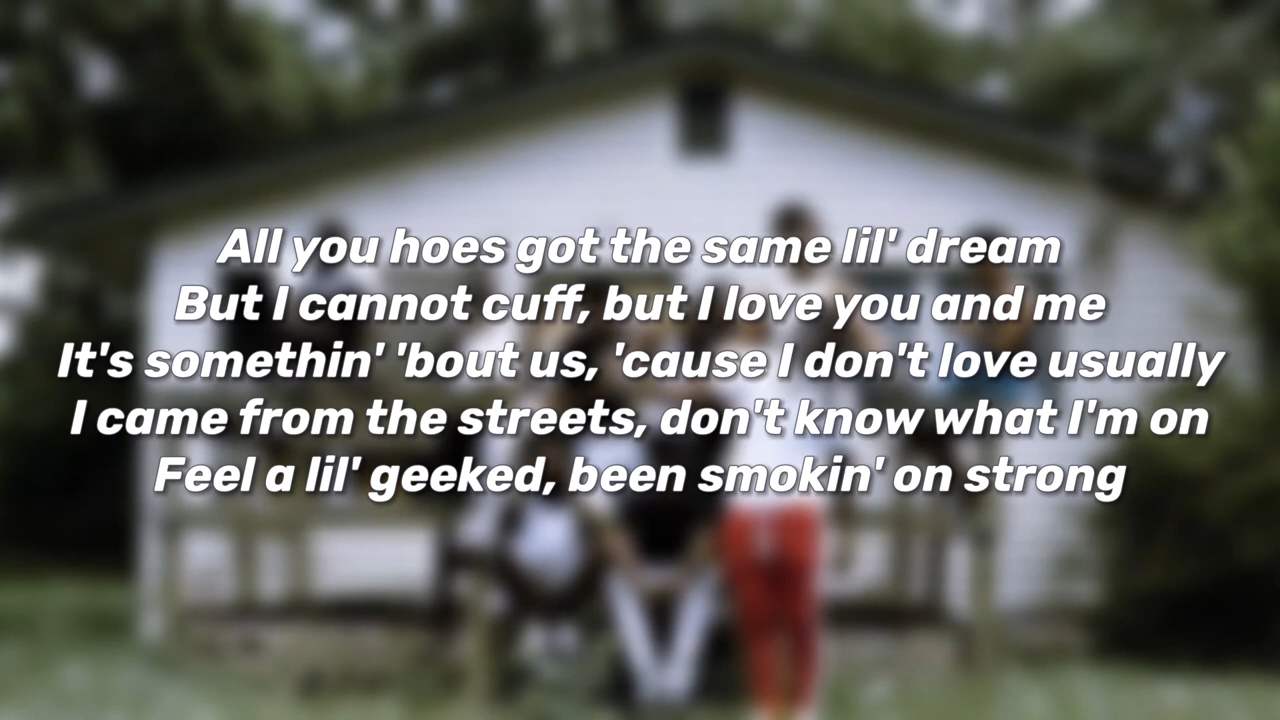 All you hoes got the same lil' dream
But I cannot cuff, but I love you and me
It's somethin' 'bout us, 'cause I don't love usually
I came from the streets, don't know what I'm on
Feel a lil' geeked, been smokin' on strong